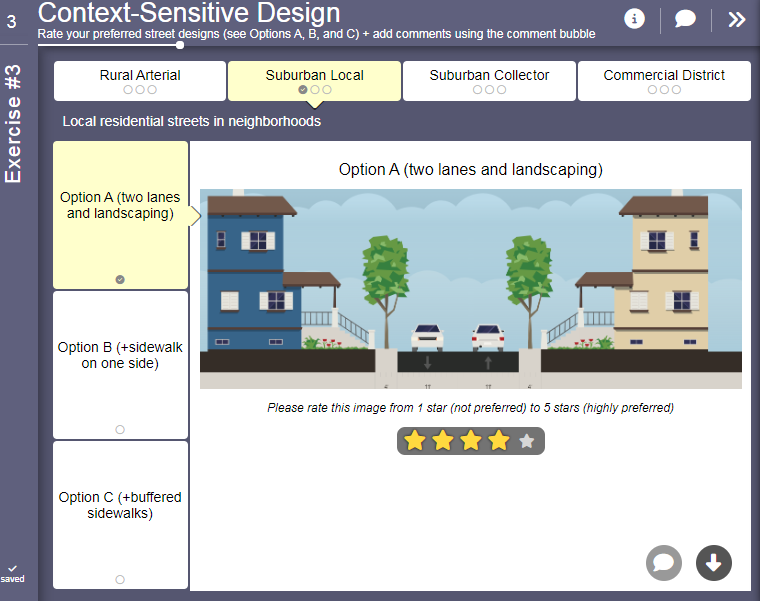 3
Context-Sensitive Design
Rate your preferred street designs (see Options A, B, and C) + add comments using the comment bubble
Exercise #3
Rural Arterial
Suburban Local
Suburban Collector
Commercial District
Local residential streets in neighborhoods
Option A (two lanes
and landscaping)
Option B (+sidewalk
on one side)
Option C (+buffered
sidewalks)
Option A (two lanes and landscaping)
Please rate this image from 1 star (not preferred) to 5 stars (highly preferred)
saved